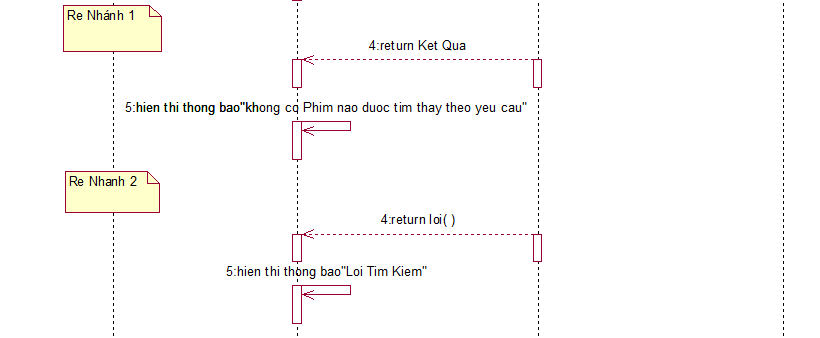 Re Nhánh 1
4:return Ket Qua
5:hien thi thong bao"khong co Phim nao duoc tim thay theo yeu cau"
Re Nhanh 2
4:return loi( )
5:hien thi thong bao"Loi Tim Kiem"